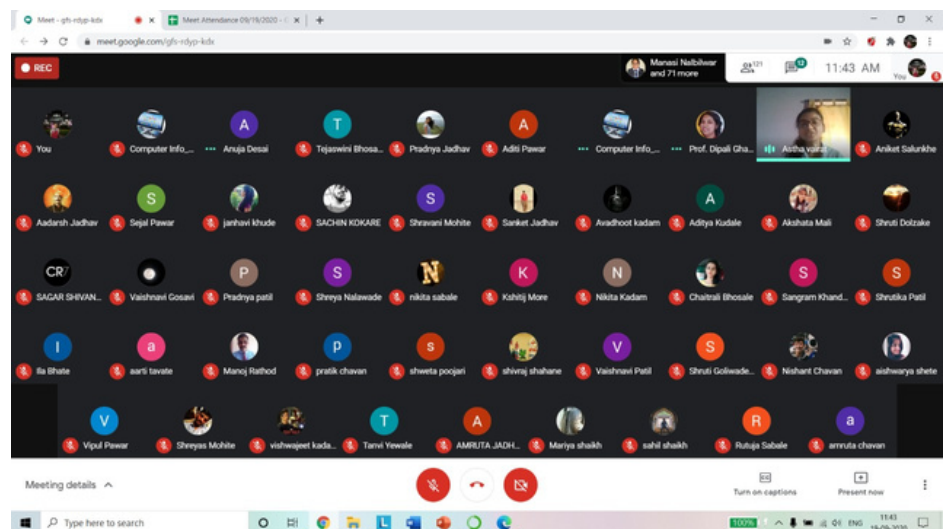 Meet - gfs-rdyp-kdx
Meet Attendance 09/19/2020 - G
meet.google.com/gfs-rdyp-kdx
REC
Manasi Nalbilwar
and 71 more
121
12
11:43 AM
You
You Computer Info_... Anuja Desai Tejaswini Bhosa... Pradnya Jadhav Aditi Pawar Computer Info_... Prof. Dipali Gha... Astha Aniket Salunkhe
Aadarsh Jadhav Sejal Pawar janhavi khude SACHIN KOKARE Shravani Mohite Sanket Jadhav Avadhoot kadam Aditya Kudale Akshata Mali Shruti Dolzake
SAGAR SHIVAN... Vaishnavi Gosavi Pradnya patil Shreya Nalawade nikita sabale Kshitij More Nikita Kadam Chaitrali Bhosale Sangram Khand... Shrutika Patil
Ila Bhate aarti tavate Manoj Rathod pratik chavan shweta poojari shivraj shahane Vaishnavi Patil Shruti Goliwade... Nishant Chavan aishwarya shete
Vipul Pawar Shreyas Mohite vishwajeet kada... Tanvi Yewale AMRUTA JADH... Mariya shaikh sahil shaikh Rutuja Sabale amruta chavan
A T A
S S A
CR7 P S N K N S S
I a p s V S
V T A R a
Meeting details
Turn on captions
Present now
Type here to search
100%
ENG
11:43
19-09-2020